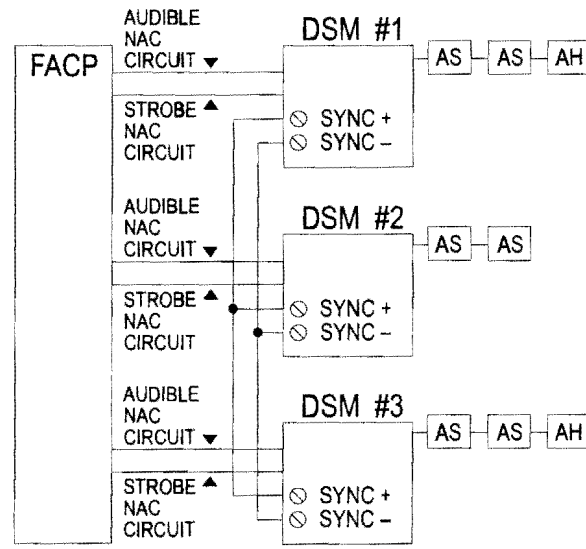 FACP
AUDIBLE
NAC
CIRCUIT ▼
STROBE ▲
NAC
CIRCUIT
DSM #1
SYNC +
SYNC –
AS
AS
AH
AUDIBLE
NAC
CIRCUIT ▼
STROBE ▲
NAC
CIRCUIT
DSM #2
SYNC +
SYNC –
AS
AS
AUDIBLE
NAC
CIRCUIT ▼
STROBE ▲
NAC
CIRCUIT
DSM #3
SYNC +
SYNC –
AS
AS
AH